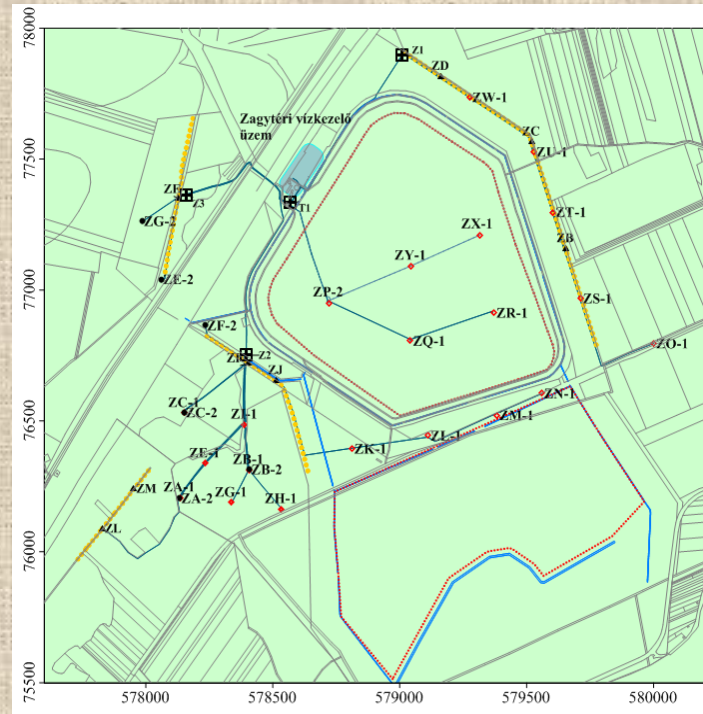 78000
Z1
ZD
ZW-1
Zagytéri vízkezelő
üzem
ZC
77500
ZU-1
Z3
T1
ZT-1
ZG-2
ZX-1
ZB
ZE-2
ZY-1
77000
ZP-2
ZS-1
ZF-2
ZR-1
ZQ-1
ZO-1
Z2
ZJ
ZC-1
ZC-2
ZN-1
76500
ZI-1
ZM-1
ZL-1
ZK-1
ZE-1
ZB-1
ZB-2
ZM
ZA-1
ZA-2
ZG-1
ZH-1
ZL
76000
75500
578000
578500
579000
579500
580000